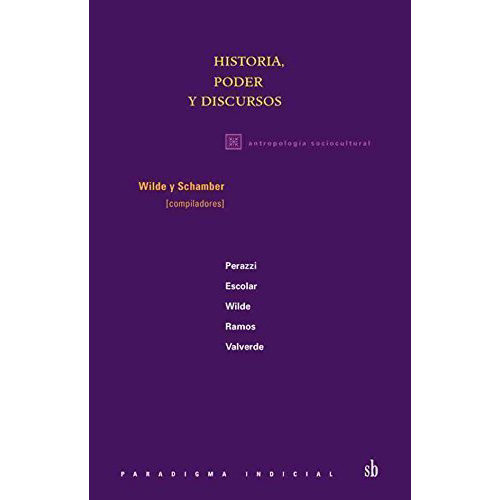 HISTORIA,
PODER
Y DISCURSOS
antropología sociocultural
Wilde y Schamber
[compiladores]
Perazzi
Escolar
Wilde
Ramos
Valverde
PARADIGMA INDICIAL
sb